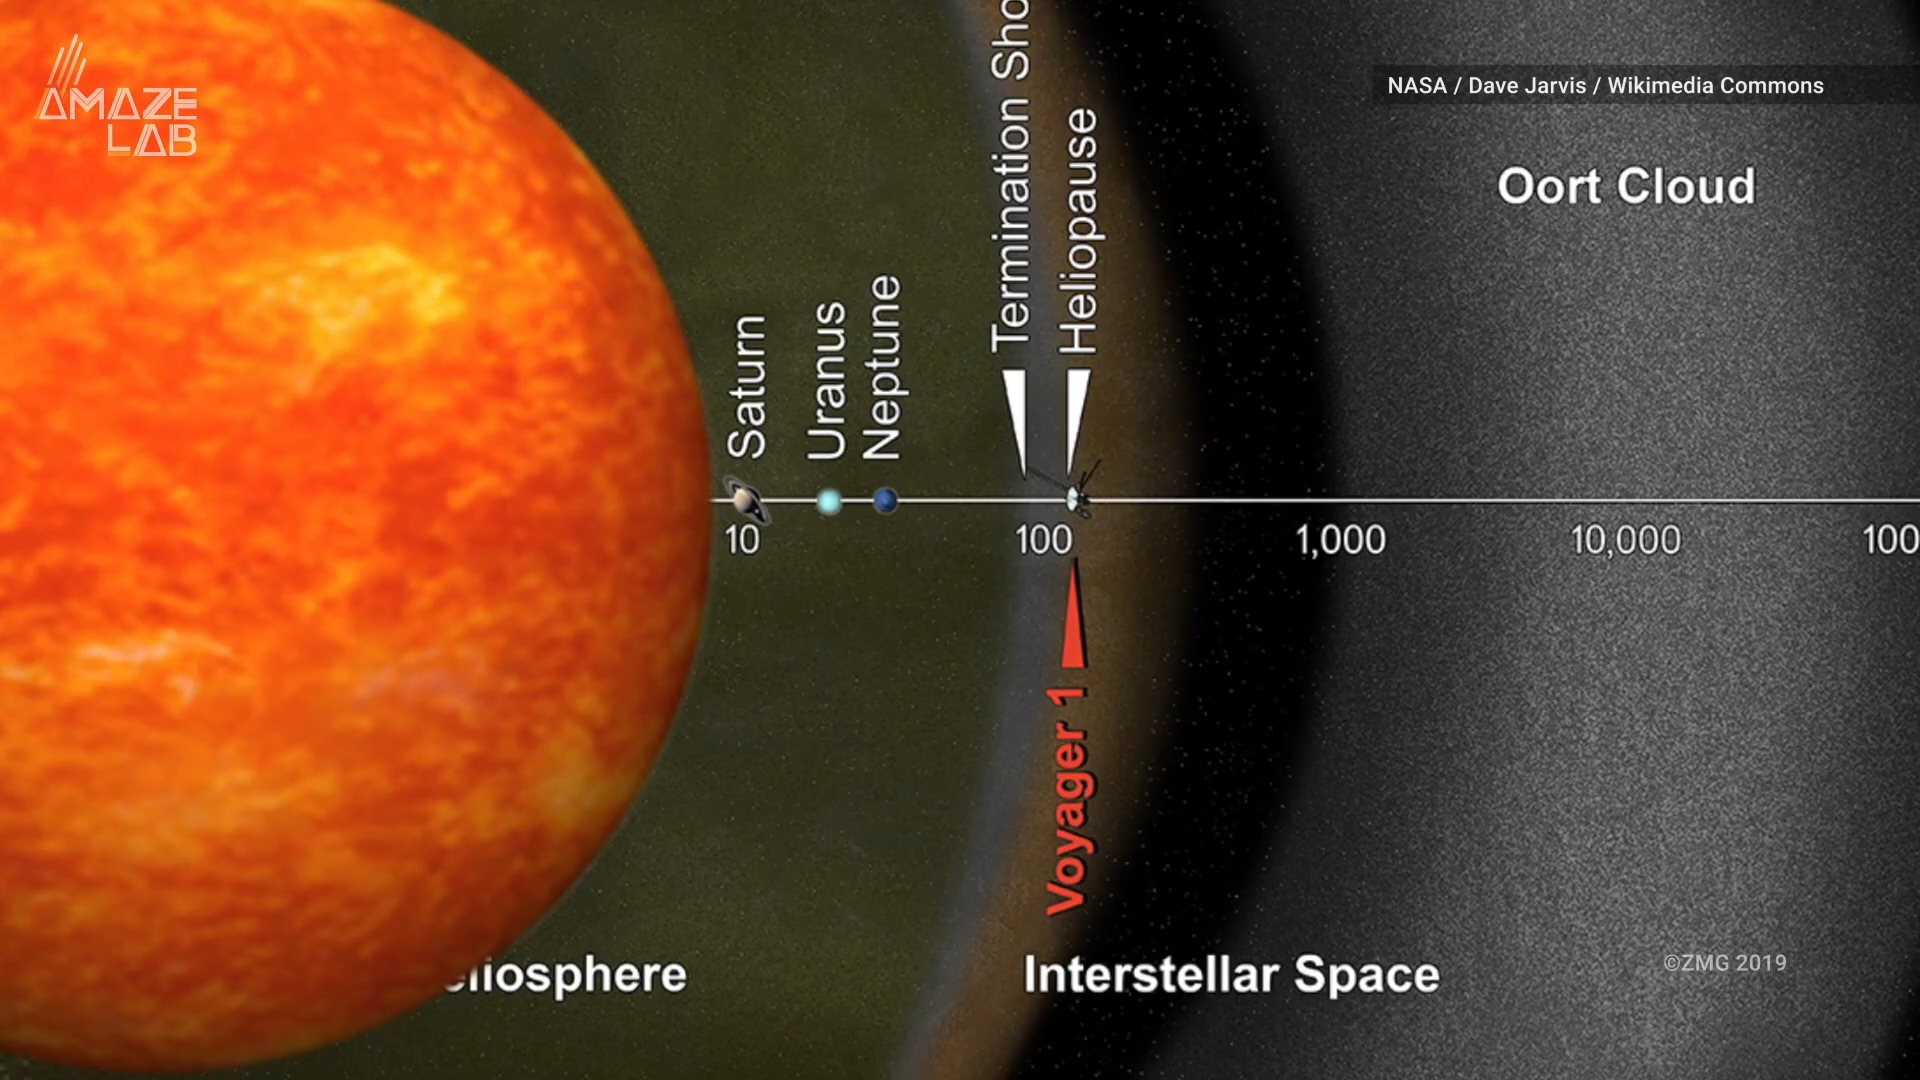 AMAZE
LAB
NASA / Dave Jarvis / Wikimedia Commons
Oort Cloud
Termination Sho
Heliopause
Saturn
Uranus
Neptune
10
100
1,000
10,000
100
Voyager 1
eliosphere
Interstellar Space
©ZMG 2019